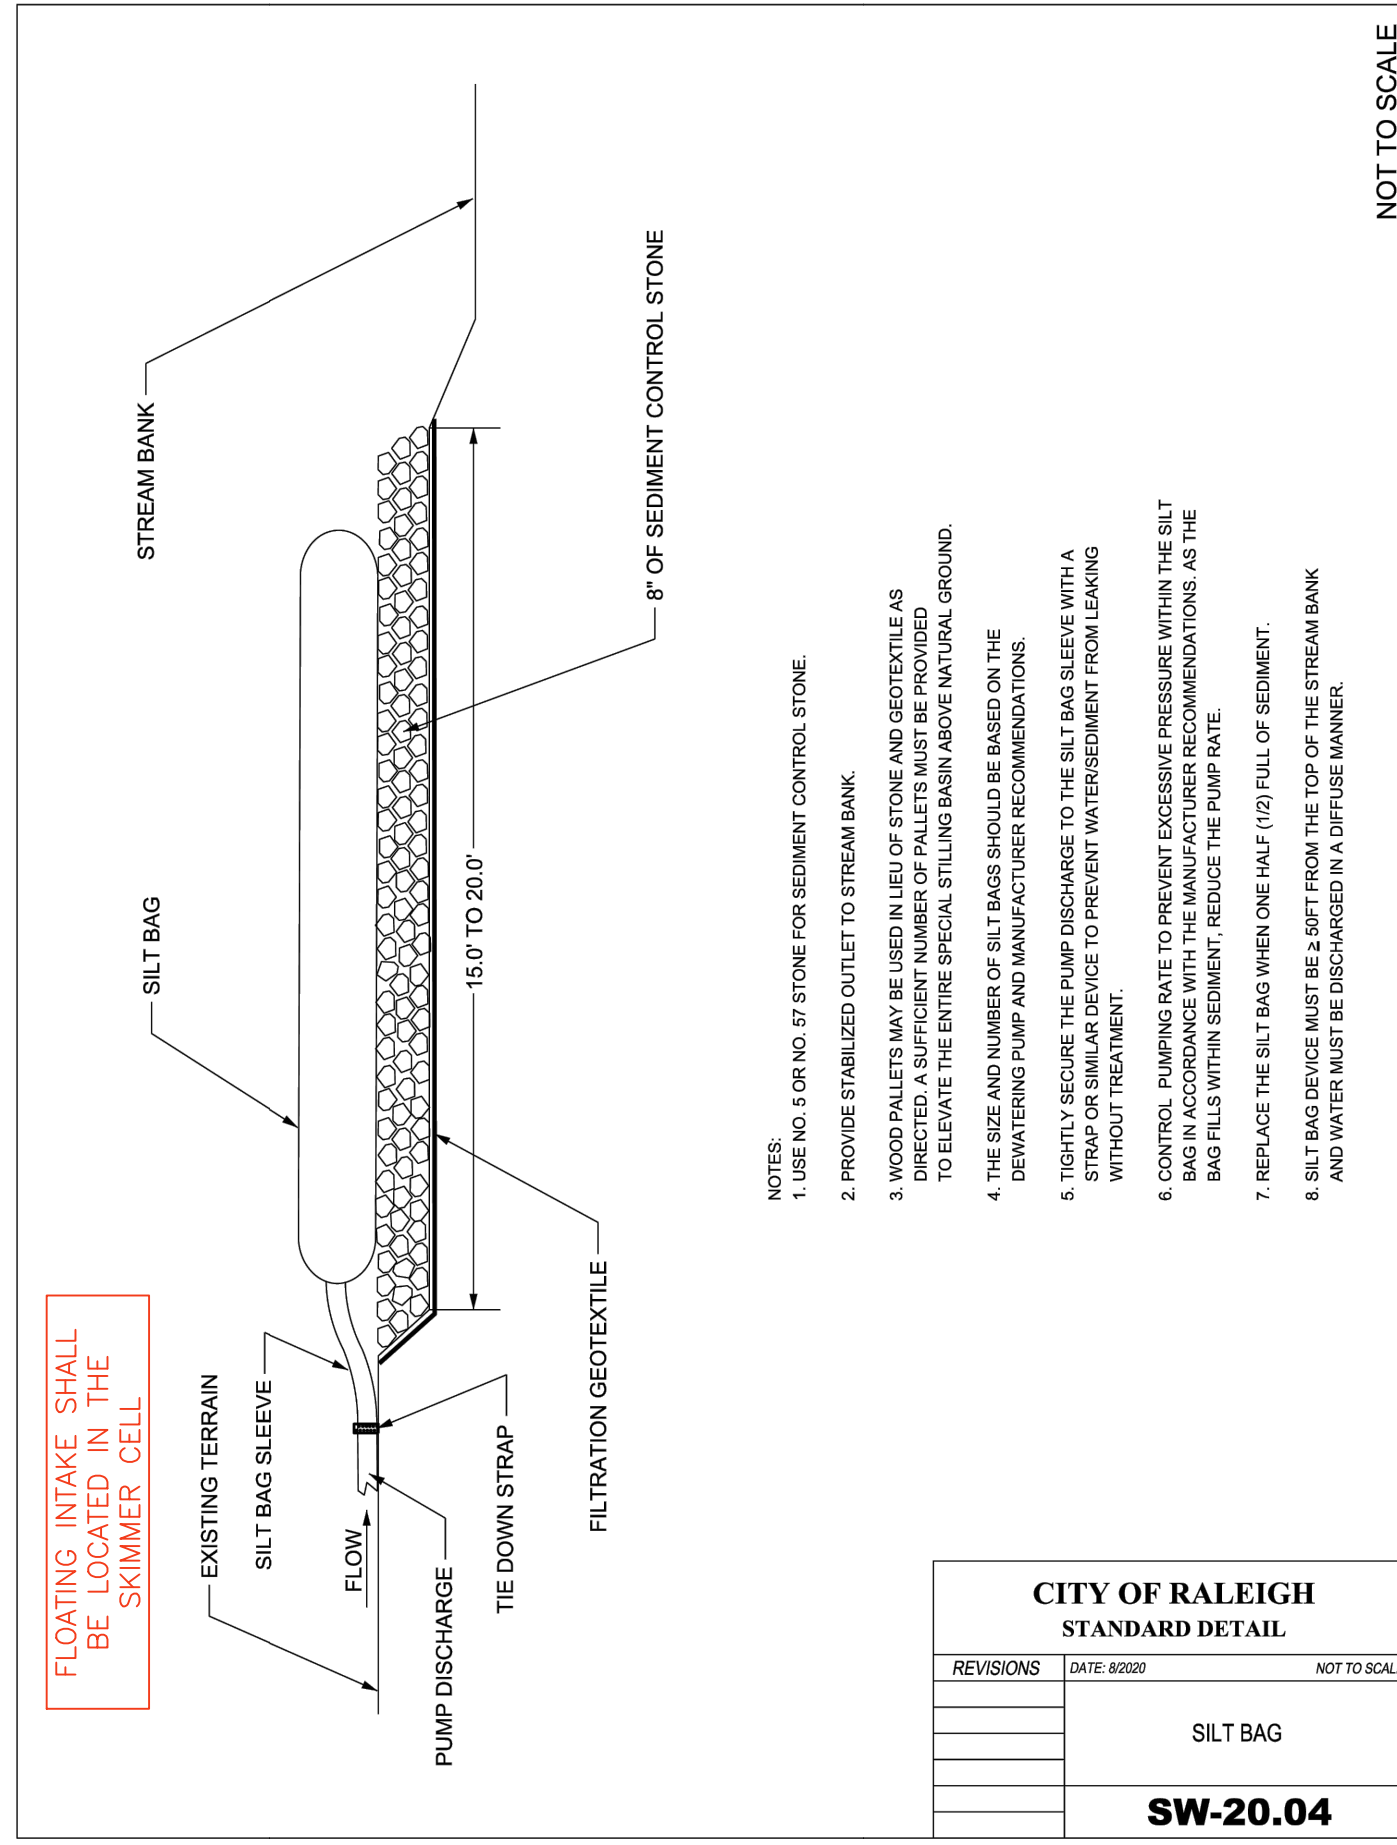 FLOATING INTAKE SHALL
BE LOCATED IN THE
SKIMMER CELL
EXISTING TERRAIN
SILT BAG SLEEVE
FLOW
PUMP DISCHARGE
TIE DOWN STRAP
FILTRATION GEOTEXTILE
SILT BAG
15.0' TO 20.0'
STREAM BANK
8" OF SEDIMENT CONTROL STONE
NOTES:
1. USE NO. 5 OR NO. 57 STONE FOR SEDIMENT CONTROL STONE.
2. PROVIDE STABILIZED OUTLET TO STREAM BANK.
3. WOOD PALLETS MAY BE USED IN LIEU OF STONE AND GEOTEXTILE AS
DIRECTED. A SUFFICIENT NUMBER OF PALLETS MUST BE PROVIDED
TO ELEVATE THE ENTIRE SPECIAL STILLING BASIN ABOVE NATURAL GROUND.
4. THE SIZE AND NUMBER OF SILT BAGS SHOULD BE BASED ON THE
DEWATERING PUMP AND MANUFACTURER RECOMMENDATIONS.
5. TIGHTLY SECURE THE PUMP DISCHARGE TO THE SILT BAG SLEEVE WITH A
STRAP OR SIMILAR DEVICE TO PREVENT WATER/SEDIMENT FROM LEAKING
WITHOUT TREATMENT.
6. CONTROL PUMPING RATE TO PREVENT EXCESSIVE PRESSURE WITHIN THE SILT
BAG IN ACCORDANCE WITH THE MANUFACTURER RECOMMENDATIONS. AS THE
BAG FILLS WITHIN SEDIMENT, REDUCE THE PUMP RATE.
7. REPLACE THE SILT BAG WHEN ONE HALF (1/2) FULL OF SEDIMENT.
8. SILT BAG DEVICE MUST BE ≥ 50FT FROM THE TOP OF THE STREAM BANK
AND WATER MUST BE DISCHARGED IN A DIFFUSE MANNER.
NOT TO SCALE
CITY OF RALEIGH
STANDARD DETAIL
REVISIONS
DATE: 8/2020
NOT TO SCALE
SILT BAG
SW-20.04